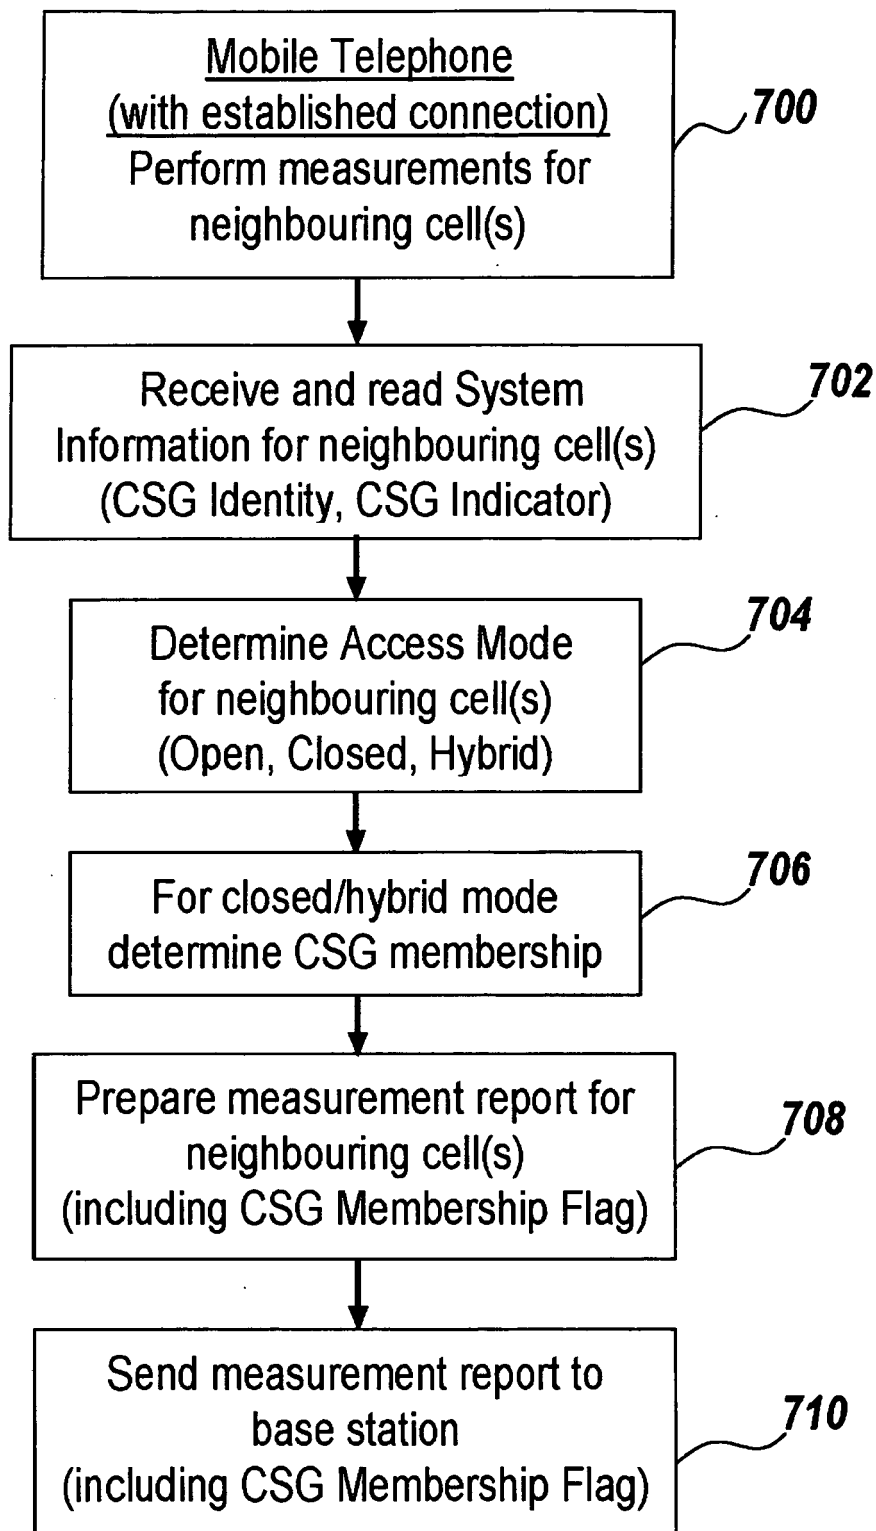 Mobile Telephone
(with established connection)
Perform measurements for
neighbouring cell(s)
700
Receive and read System
Information for neighbouring cell(s)
(CSG Identity, CSG Indicator)
702
Determine Access Mode
for neighbouring cell(s)
(Open, Closed, Hybrid)
704
For closed/hybrid mode
determine CSG membership
706
Prepare measurement report for
neighbouring cell(s)
(including CSG Membership Flag)
708
Send measurement report to
base station
(including CSG Membership Flag)
710